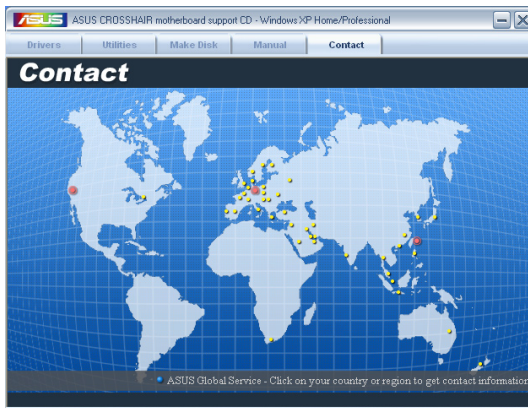 ASUS ASUS CROSSHAIR motherboard support CD - Windows XP Home/Professional
Drivers Utilities Make Disk Manual Contact
Contact
ASUS Global Service - Click on your country or region to get contact information